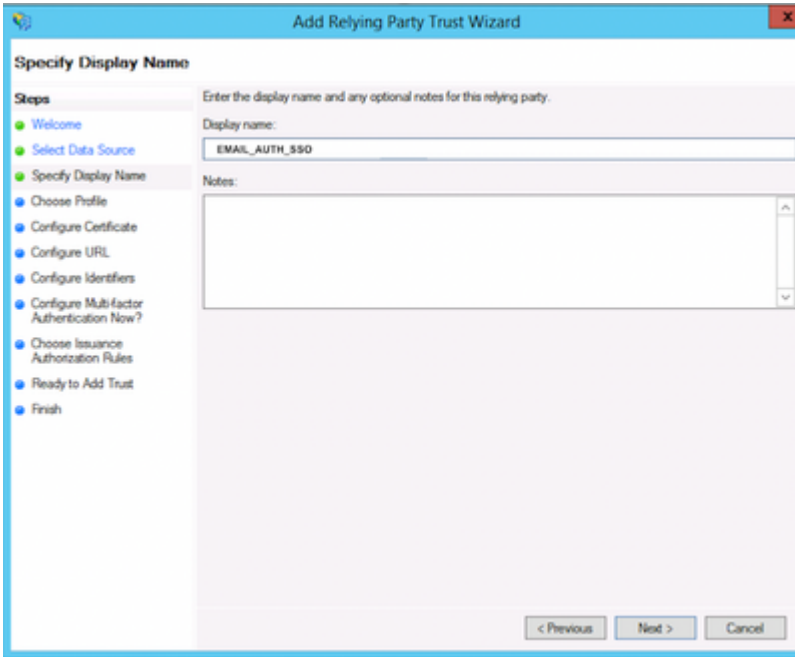 Add Relying Party Trust Wizard
x
Specify Display Name
Steps
Welcome
Select Data Source
Specify Display Name
Choose Profile
Configure Certificate
Configure URL
Configure Identifiers
Configure Multi-factor
Authentication Now?
Choose Issuance
Authorization Rules
Ready to Add Trust
Finish
Enter the display name and any optional notes for this relying party.
Display name:
EMAIL_AUTH_SSO
Notes:
< Previous
Next >
Cancel